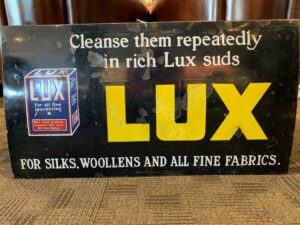 Cleanse them repeatedly
in rich Lux suds
LUX
For all fine
laundering
LUX
FOR SILKS, WOOLLENS AND ALL FINE FABRICS.